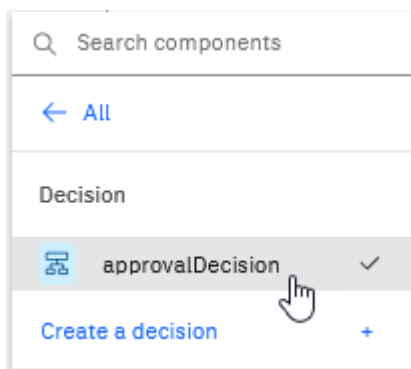 Search components
← All
Decision
approvalDecision
Create a decision +